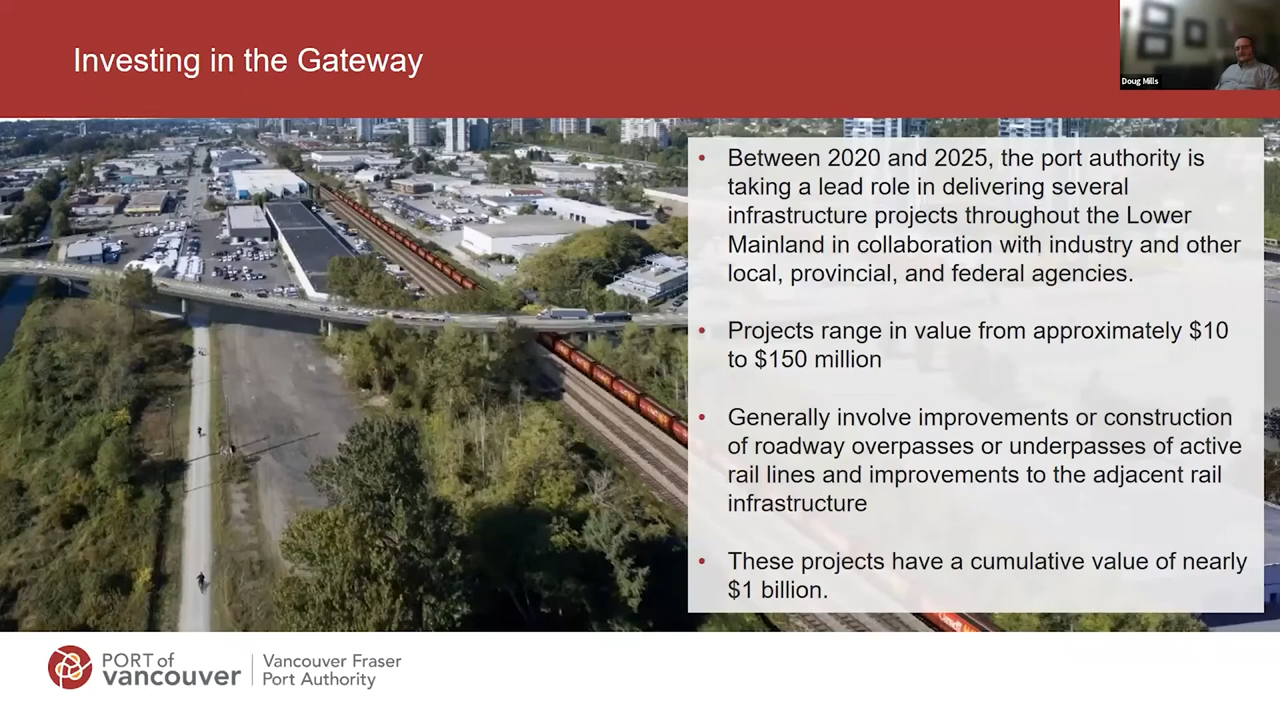 Investing in the Gateway
Doug Mills
• Between 2020 and 2025, the port authority is
taking a lead role in delivering several
infrastructure projects throughout the Lower
Mainland in collaboration with industry and other
local, provincial, and federal agencies.
• Projects range in value from approximately $10
to $150 million
• Generally involve improvements or construction
of roadway overpasses or underpasses of active
rail lines and improvements to the adjacent rail
infrastructure
• These projects have a cumulative value of nearly
$1 billion.
PORT of
vancouver
Vancouver Fraser
Port Authority